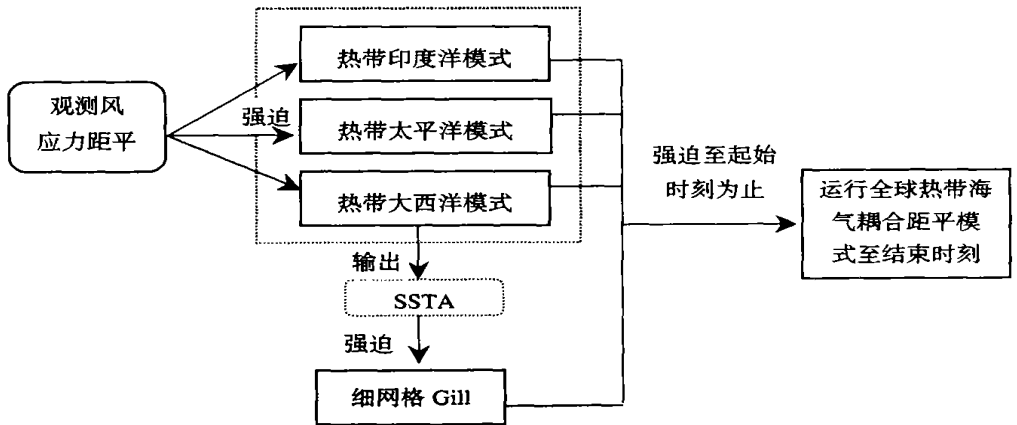 观测风
应力距平
强迫
热带印度洋模式
热带太平洋模式
热带大西洋模式
输出
SSTA
强迫
细网格 Gill
强迫至起始
时刻为止
运行全球热带海
气耦合距平模
式至结束时刻